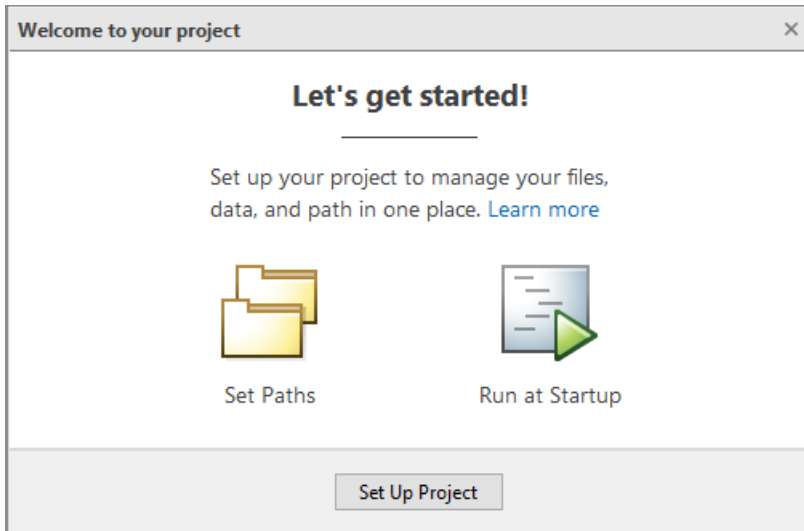 Welcome to your project
Let's get started!
Set up your project to manage your files,
data, and path in one place. Learn more
Set Paths
Run at Startup
Set Up Project